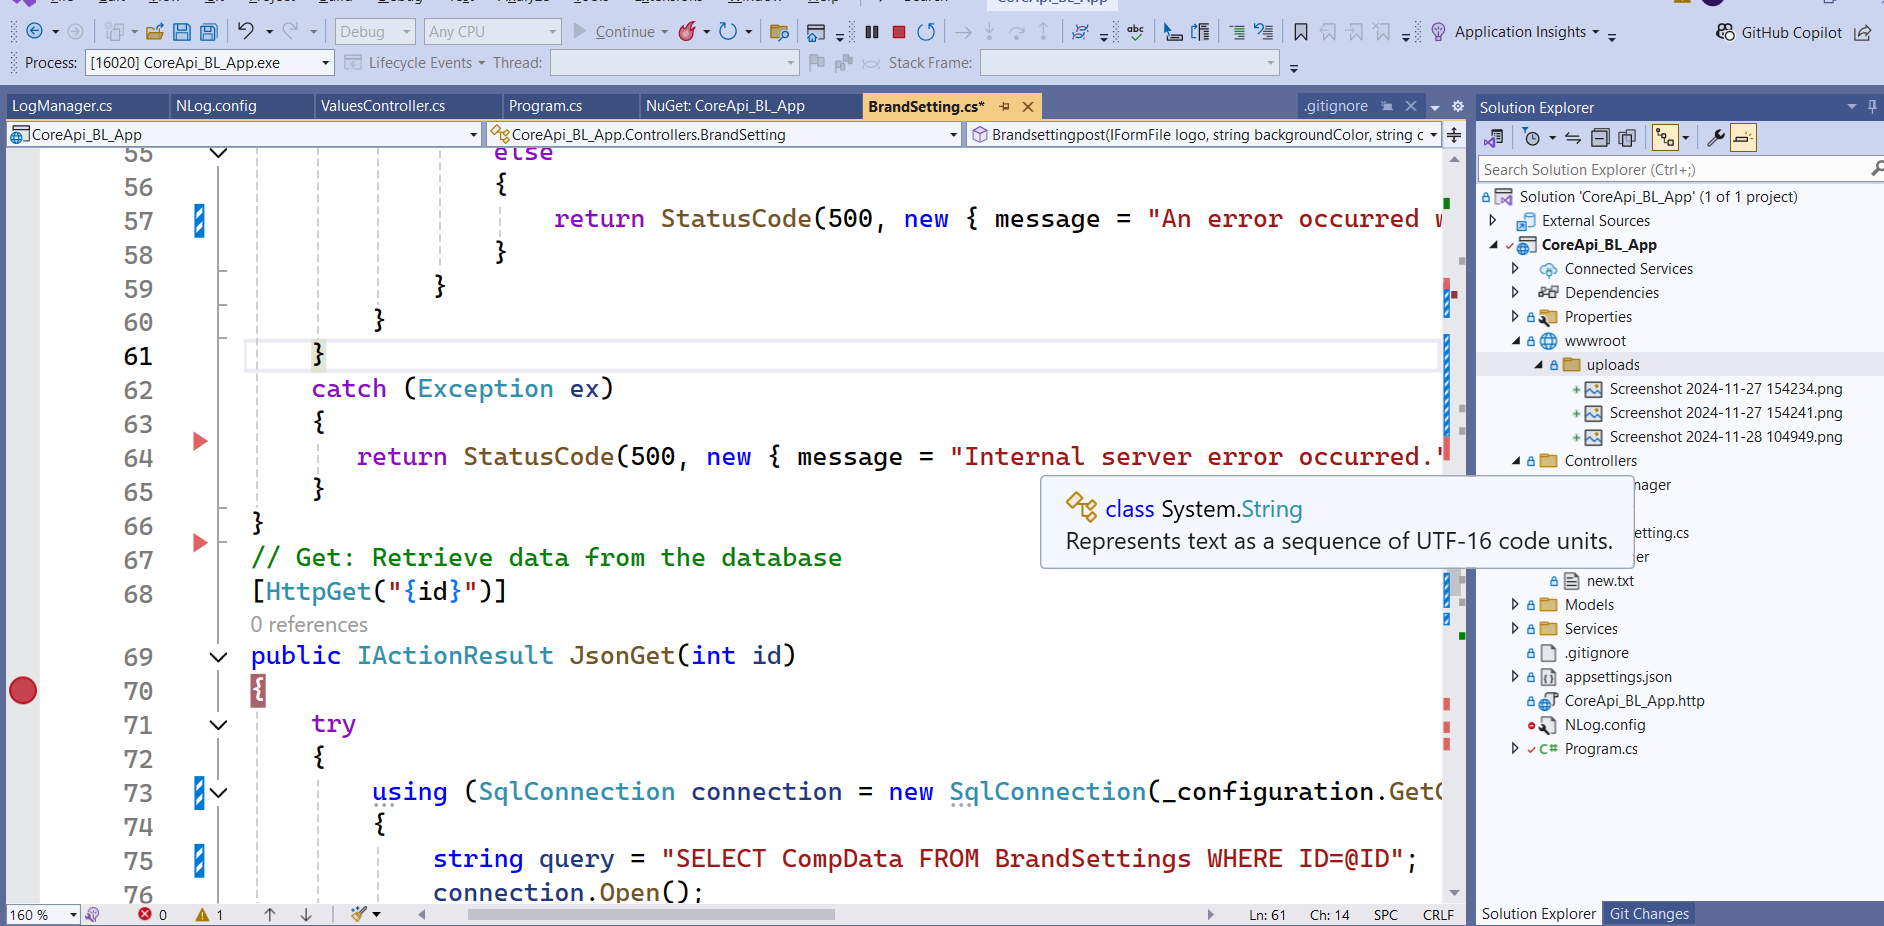 CoreApi_BL_App
Debug
Any CPU
Continue
Application Insights
GitHub Copilot
Process:
[16020] CoreApi_BL_App.exe
Lifecycle Events
Thread:
Stack Frame:
LogManager.cs
NLog.config
ValuesController.cs
Program.cs
NuGet: CoreApi_BL_App
BrandSetting.cs*
.gitignore
CoreApi_BL_App
CoreApi_BL_App.Controllers.BrandSetting
Brandsettingpost(IFormFile logo, string backgroundColor, string c
55 else
56 {
57 return StatusCode(500, new { message = "An error occurred w
58 }
59 }
60 }
61 }
62 catch (Exception ex)
63 {
64 return StatusCode(500, new { message = "Internal server error occurred."
65 }
66 }
67 // Get: Retrieve data from the database
68 [HttpGet("{id}")]
0 references
69 public IActionResult JsonGet(int id)
70 {
71 try
72 {
73 using (SqlConnection connection = new SqlConnection(_configuration.GetC
74 {
75 string query = "SELECT CompData FROM BrandSettings WHERE ID=@ID";
76 connection.Open();
class System.String
Represents text as a sequence of UTF-16 code units.
160 %
0
1
Ln: 61
Ch: 14
SPC
CRLF
Solution Explorer
Search Solution Explorer (Ctrl+;)
Solution 'CoreApi_BL_App' (1 of 1 project)
External Sources
CoreApi_BL_App
Connected Services
Dependencies
Properties
wwwroot
uploads
Screenshot 2024-11-27 154234.png
Screenshot 2024-11-27 154241.png
Screenshot 2024-11-28 104949.png
Controllers
nager
etting.cs
er
new.txt
Models
Services
.gitignore
appsettings.json
CoreApi_BL_App.http
NLog.config
C# Program.cs
Solution Explorer
Git Changes